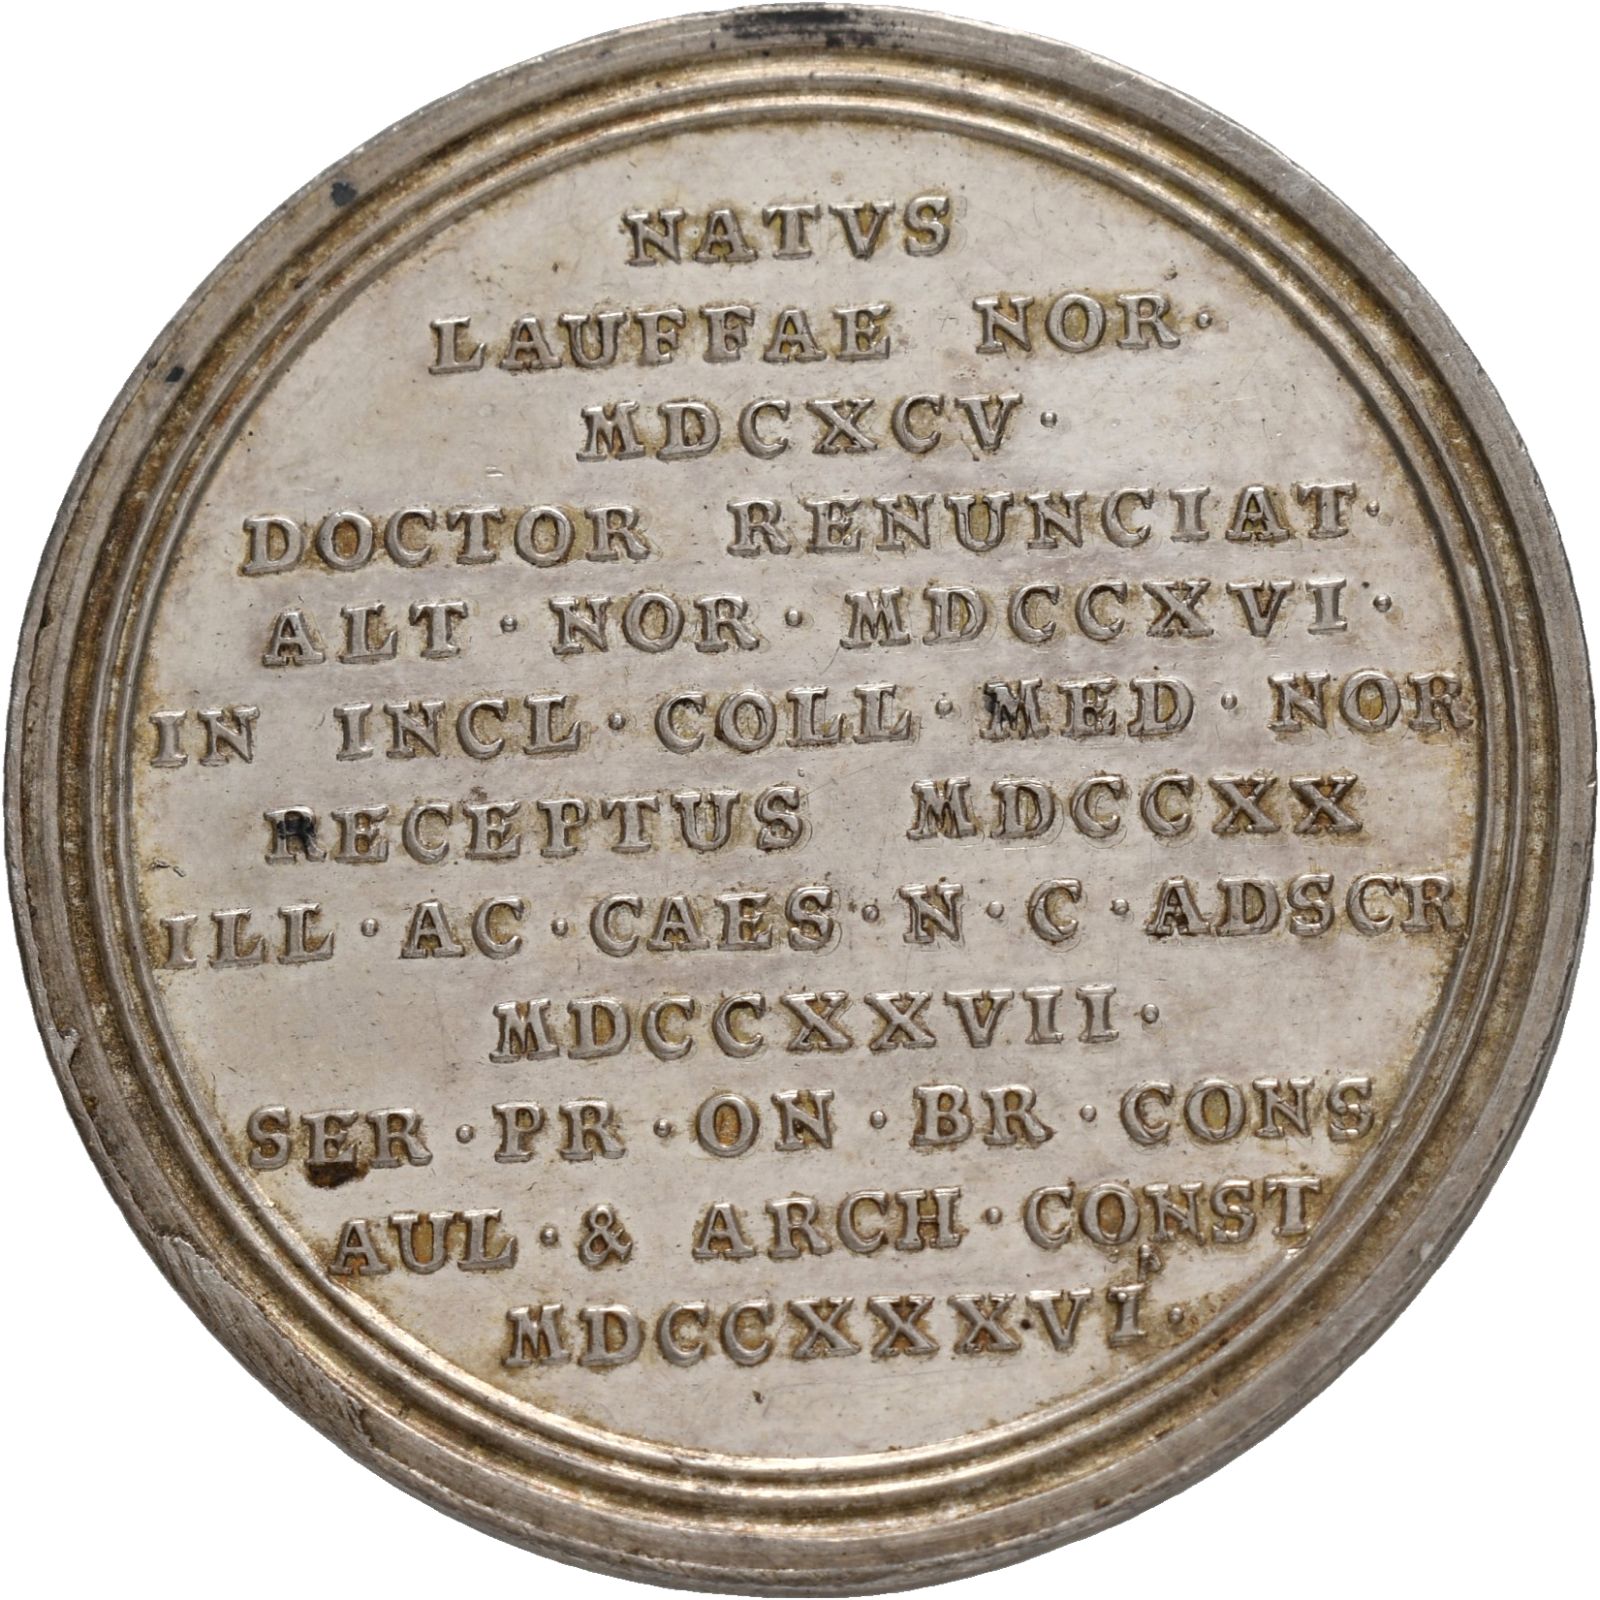 NATVS
LAUFFAE NOR·
MDCXCV·
DOCTOR RENUNCIAT·
ALT·NOR·MDCCXVI·
IN INCL·COLL·MED·NOR
RECEPTUS MDCCXX
ILL·AC·CAES·N·C·ADSCR
MDCCXXVII·
SER·PR·ON·BR·CONS
AUL·& ARCH·CONST
MDCCXXXVI·